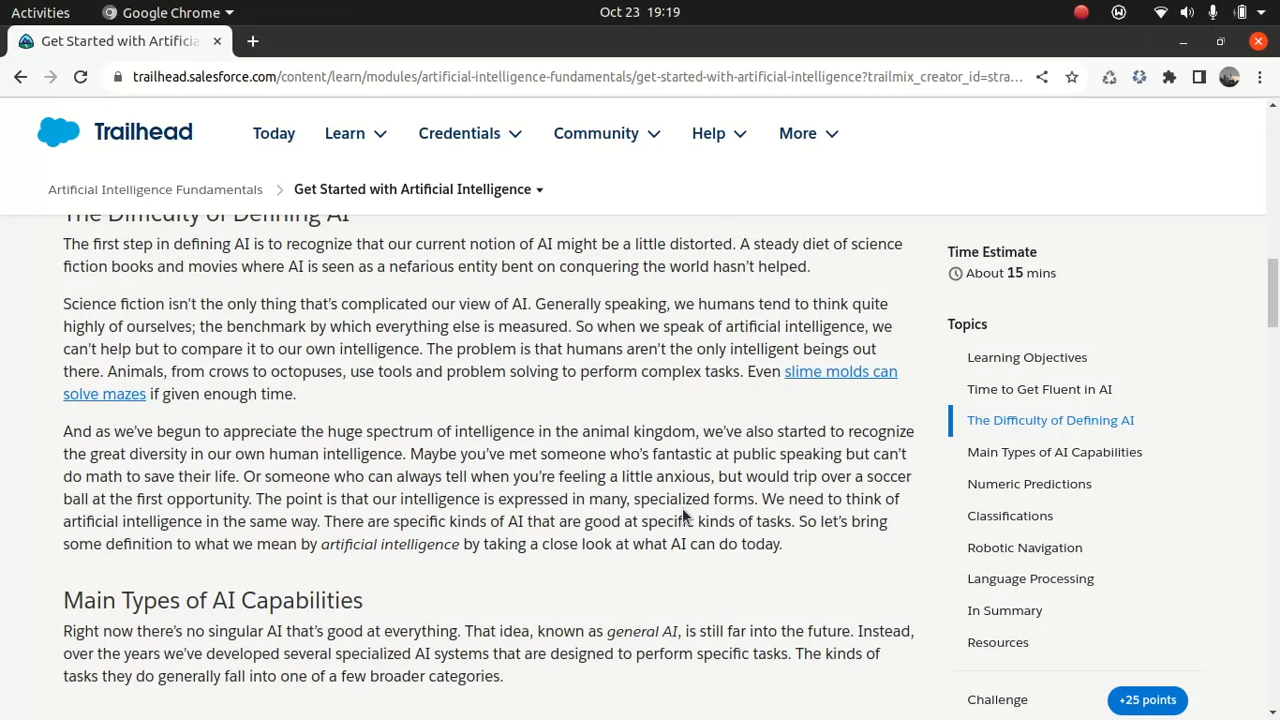 Activities
Google Chrome
Oct 23 19:19
Get Started with Artificia
trailhead.salesforce.com/content/learn/modules/artificial-intelligence-fundamentals/get-started-with-artificial-intelligence?trailmix_creator_id=stra...
Trailhead
Today
Learn
Credentials
Community
Help
More
Artificial Intelligence Fundamentals
Get Started with Artificial Intelligence
The Difficulty of Defining AI
The first step in defining AI is to recognize that our current notion of AI might be a little distorted. A steady diet of science
fiction books and movies where AI is seen as a nefarious entity bent on conquering the world hasn't helped.
Science fiction isn't the only thing that's complicated our view of AI. Generally speaking, we humans tend to think quite
highly of ourselves; the benchmark by which everything else is measured. So when we speak of artificial intelligence, we
can't help but to compare it to our own intelligence. The problem is that humans aren't the only intelligent beings out
there. Animals, from crows to octopuses, use tools and problem solving to perform complex tasks. Even slime molds can
solve mazes if given enough time.
And as we've begun to appreciate the huge spectrum of intelligence in the animal kingdom, we've also started to recognize
the great diversity in our own human intelligence. Maybe you've met someone who's fantastic at public speaking but can't
do math to save their life. Or someone who can always tell when you're feeling a little anxious, but would trip over a soccer
ball at the first opportunity. The point is that our intelligence is expressed in many, specialized forms. We need to think of
artificial intelligence in the same way. There are specific kinds of AI that are good at specific kinds of tasks. So let's bring
some definition to what we mean by artificial intelligence by taking a close look at what AI can do today.
Main Types of AI Capabilities
Right now there's no singular AI that's good at everything. That idea, known as general AI, is still far into the future. Instead,
over the years we've developed several specialized AI systems that are designed to perform specific tasks. The kinds of
tasks they do generally fall into one of a few broader categories.
Time Estimate
About 15 mins
Topics
Learning Objectives
Time to Get Fluent in AI
The Difficulty of Defining AI
Main Types of AI Capabilities
Numeric Predictions
Classifications
Robotic Navigation
Language Processing
In Summary
Resources
Challenge
+25 points